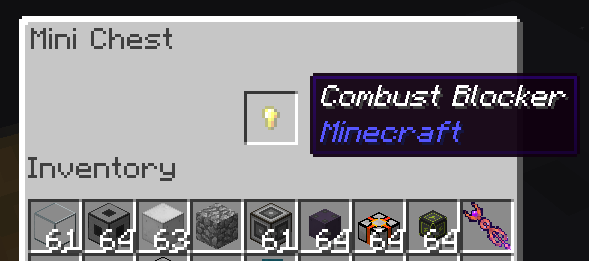 Mini Chest
Combust Blocker
Minecraft
Inventory
61 64 63 61 64 64 64